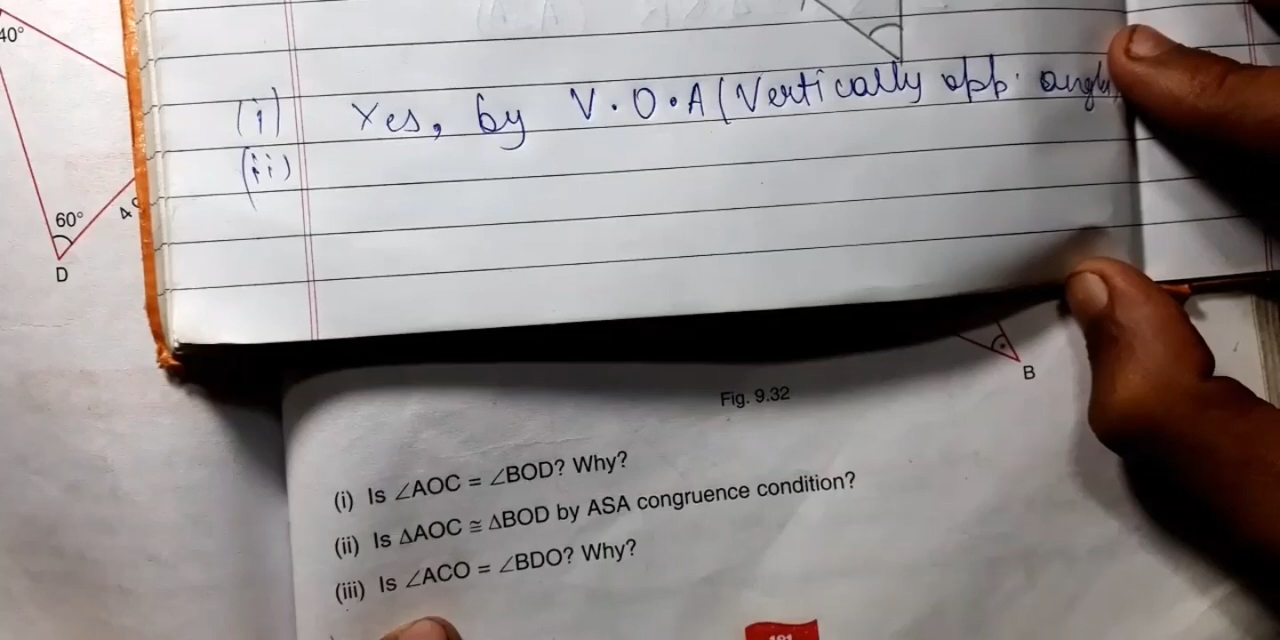 40°
(i) Yes, by V.O.A (Vertically opp. angle
(ii)
60°
D
B
Fig. 9.32
(i) Is ∠AOC = ∠BOD? Why?
(ii) Is ΔAOC ≅ ΔBOD by ASA congruence condition?
(iii) Is ∠ACO = ∠BDO? Why?